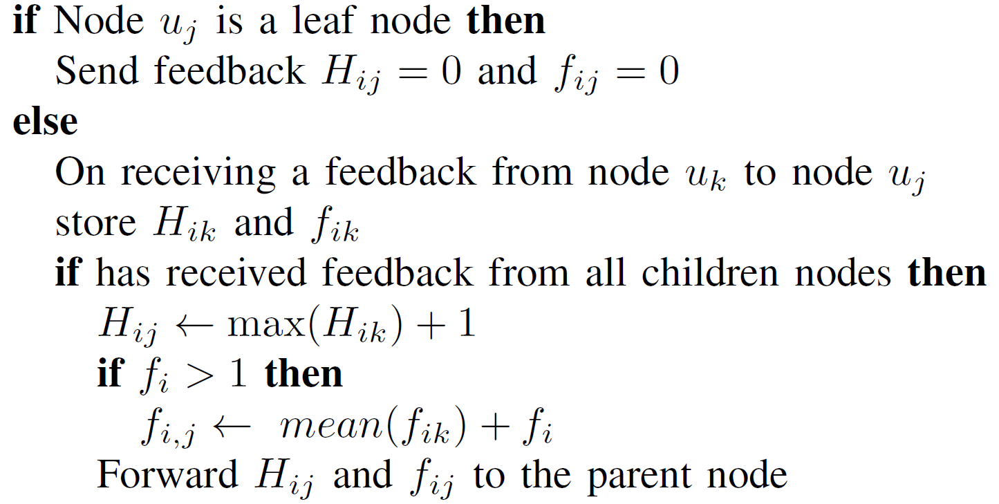 if Node u_j is a leaf node then
Send feedback H_{ij} = 0 and f_{ij} = 0
else
On receiving a feedback from node u_k to node u_j
store H_{ik} and f_{ik}
if has received feedback from all children nodes then
H_{ij} ← max(H_{ik}) + 1
if f_i > 1 then
f_{i,j} ← mean(f_{ik}) + f_i
Forward H_{ij} and f_{ij} to the parent node